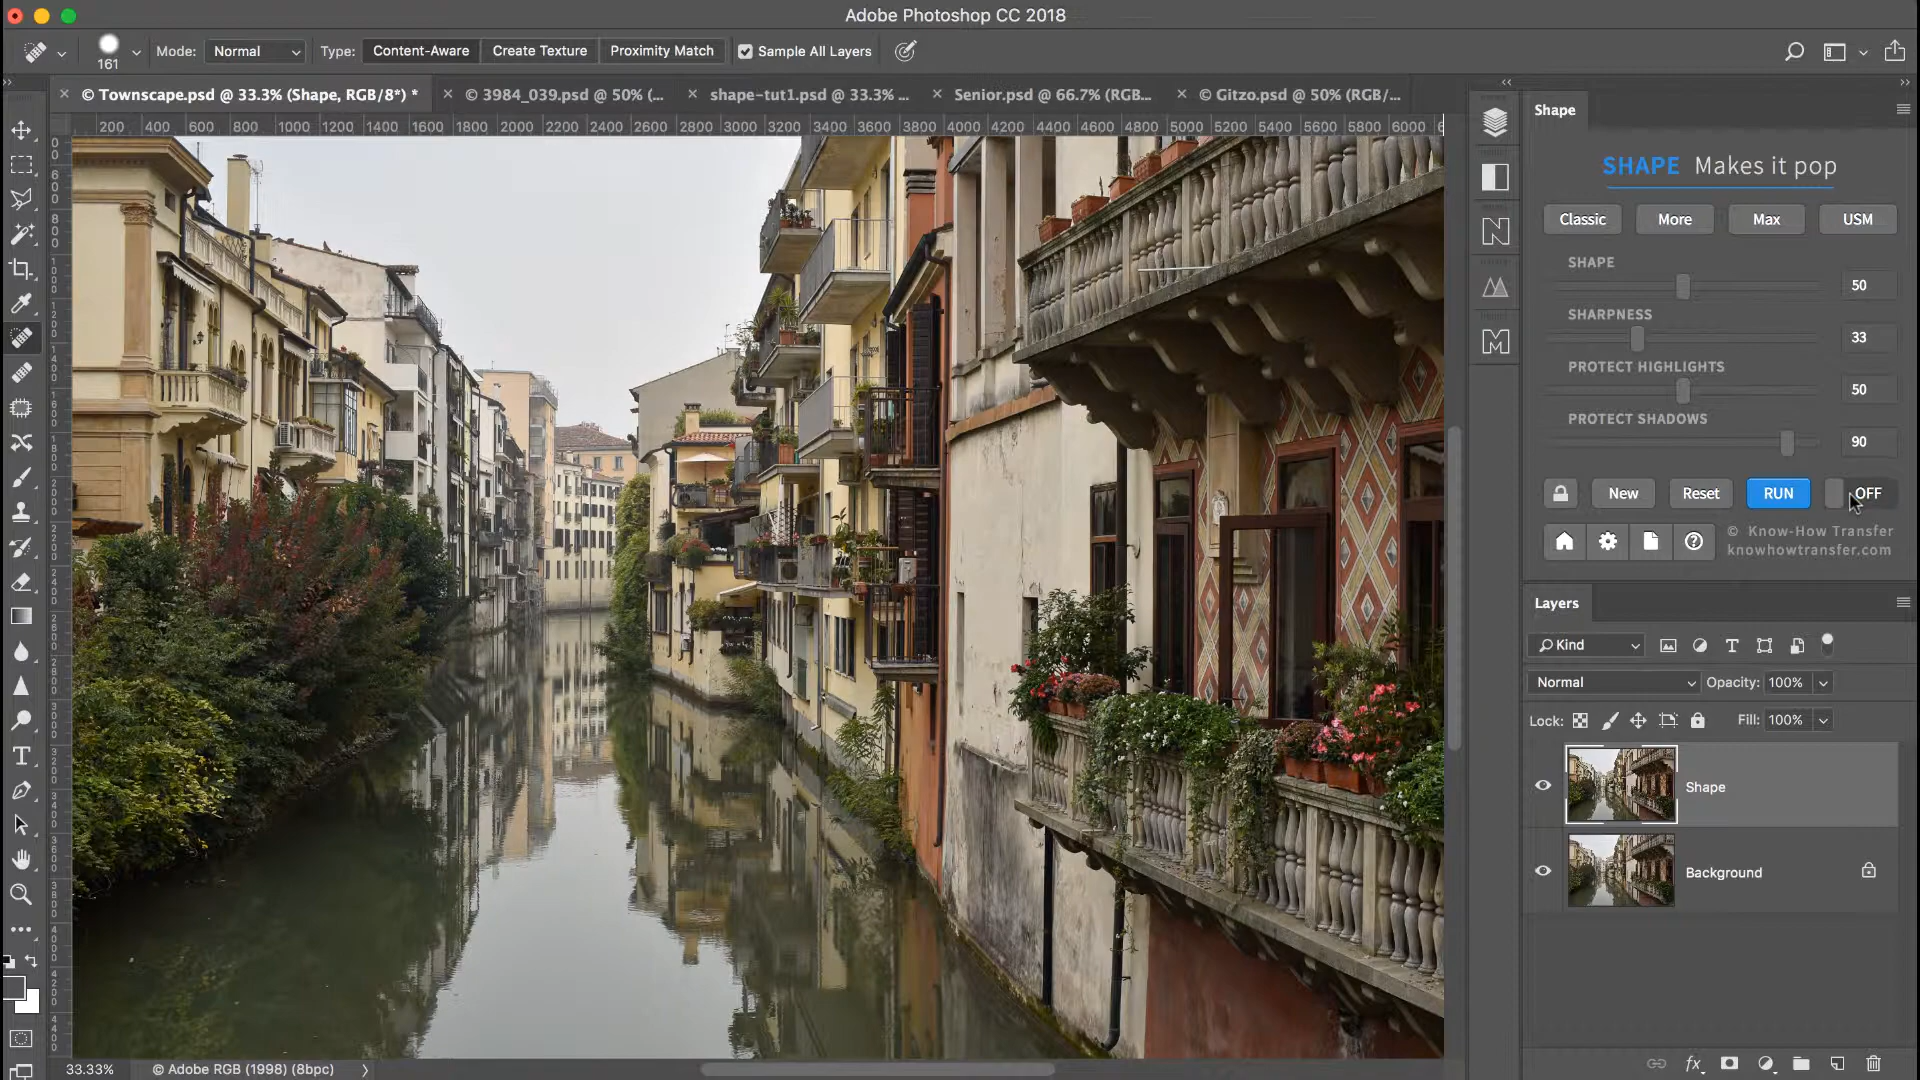 Adobe Photoshop CC 2018
161 Mode: Normal Type: Content-Aware Create Texture Proximity Match Sample All Layers
© Townscape.psd @ 33.3% (Shape, RGB/8*) * © 3984_039.psd @ 50% (... shape-tut1.psd @ 33.3% ... Senior.psd @ 66.7% (RGB... © Gitzo.psd @ 50% (RGB/...
200 400 600 800 1000 1200 1400 1600 1800 2000 2200 2400 2600 2800 3000 3200 3400 3600 3800 4000 4200 4400 4600 4800 5000 5200 5400 5600 5800 6000
Shape
SHAPE Makes it pop
Classic More Max USM
SHAPE
50
SHARPNESS
33
PROTECT HIGHLIGHTS
50
PROTECT SHADOWS
90
New Reset RUN OFF
© Know-How Transfer
knowhowtransfer.com
Layers
Kind
Normal Opacity: 100%
Lock: Fill: 100%
Shape
Background
33.33% © Adobe RGB (1998) (8bpc)